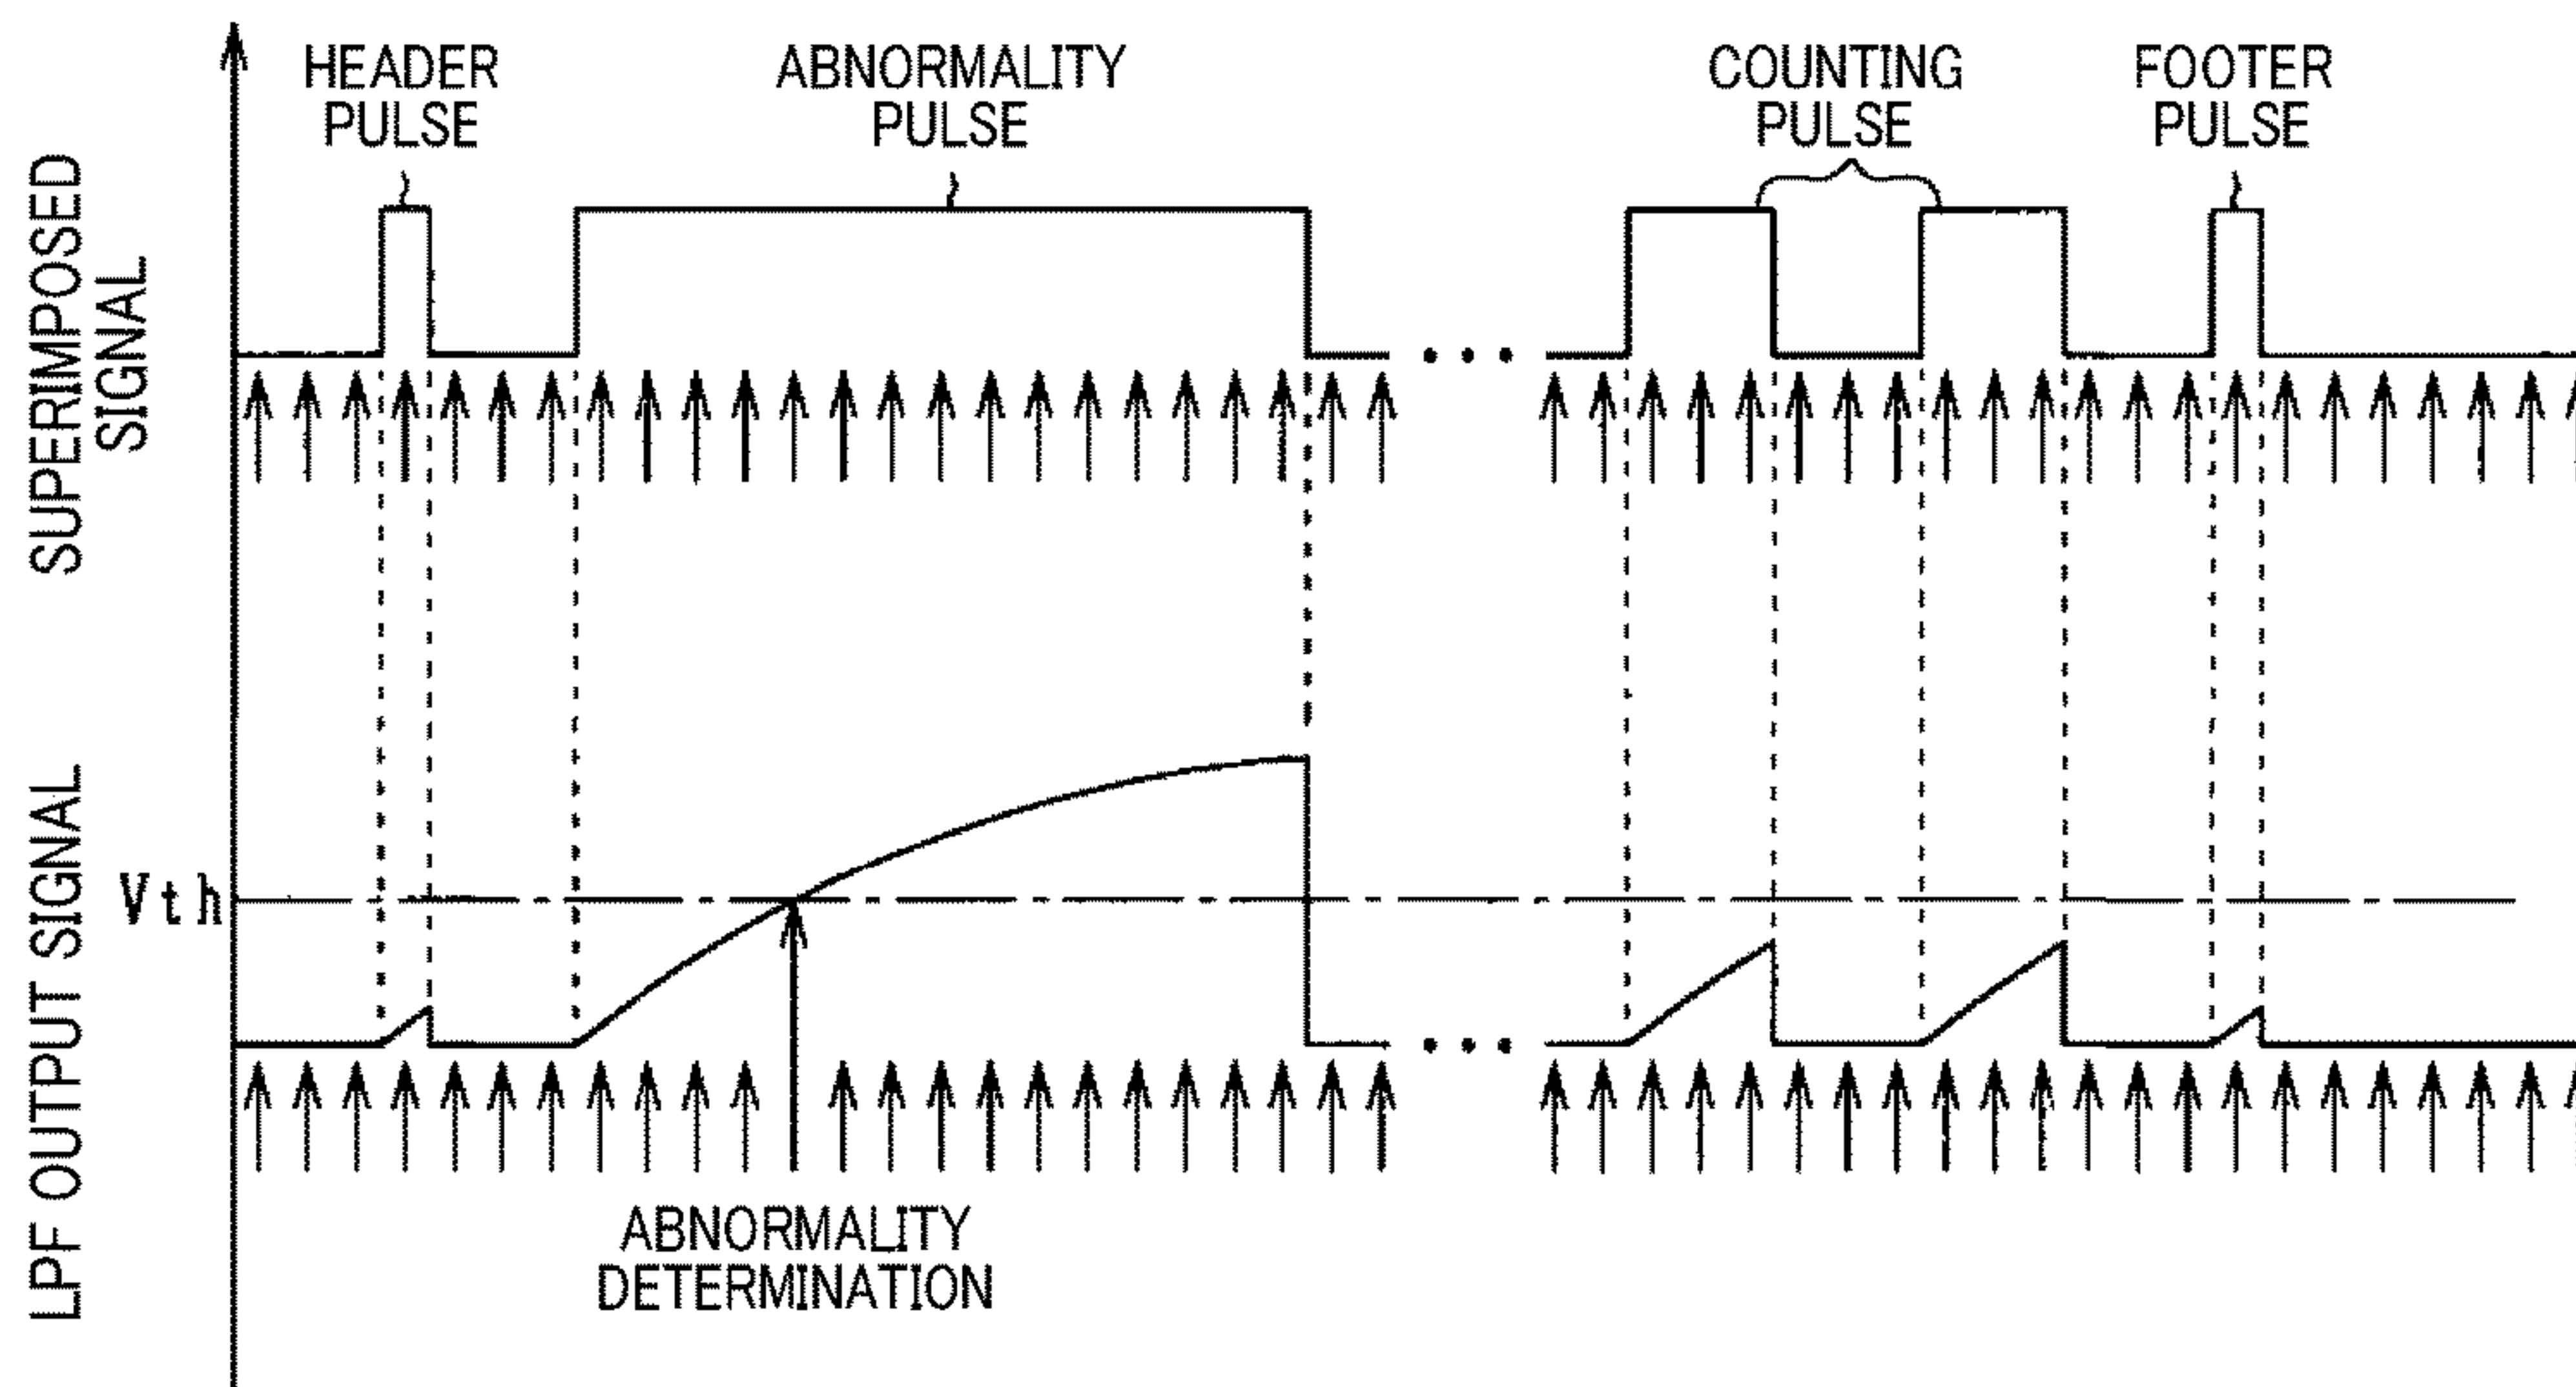 HEADER
PULSE
ABNORMALITY
PULSE
COUNTING
PULSE
FOOTER
PULSE
SUPERIMPOSED
SIGNAL
LPF OUTPUT SIGNAL
Vth
ABNORMALITY
DETERMINATION